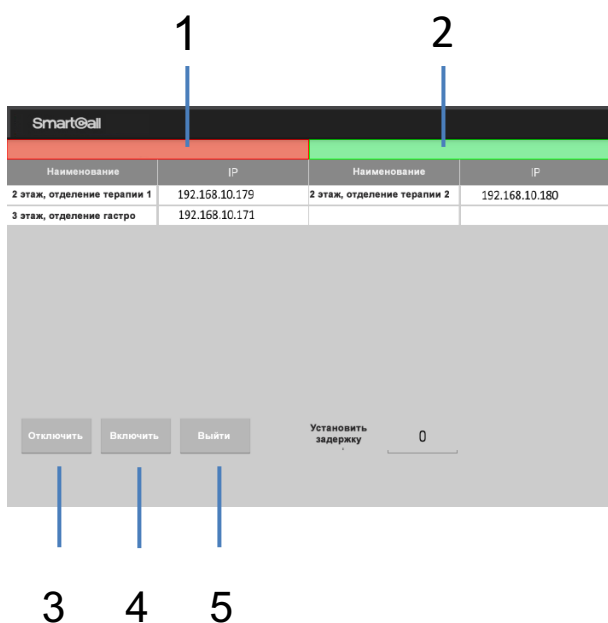 1 2
Smart@all
Наименование IP Наименование IP
2 этаж, отделение терапии 1 192.168.10.179 2 этаж, отделение терапии 2 192.168.10.180
3 этаж, отделение гастро 192.168.10.171
Отключить Включить Выйти Установить задержку 0
3 4 5